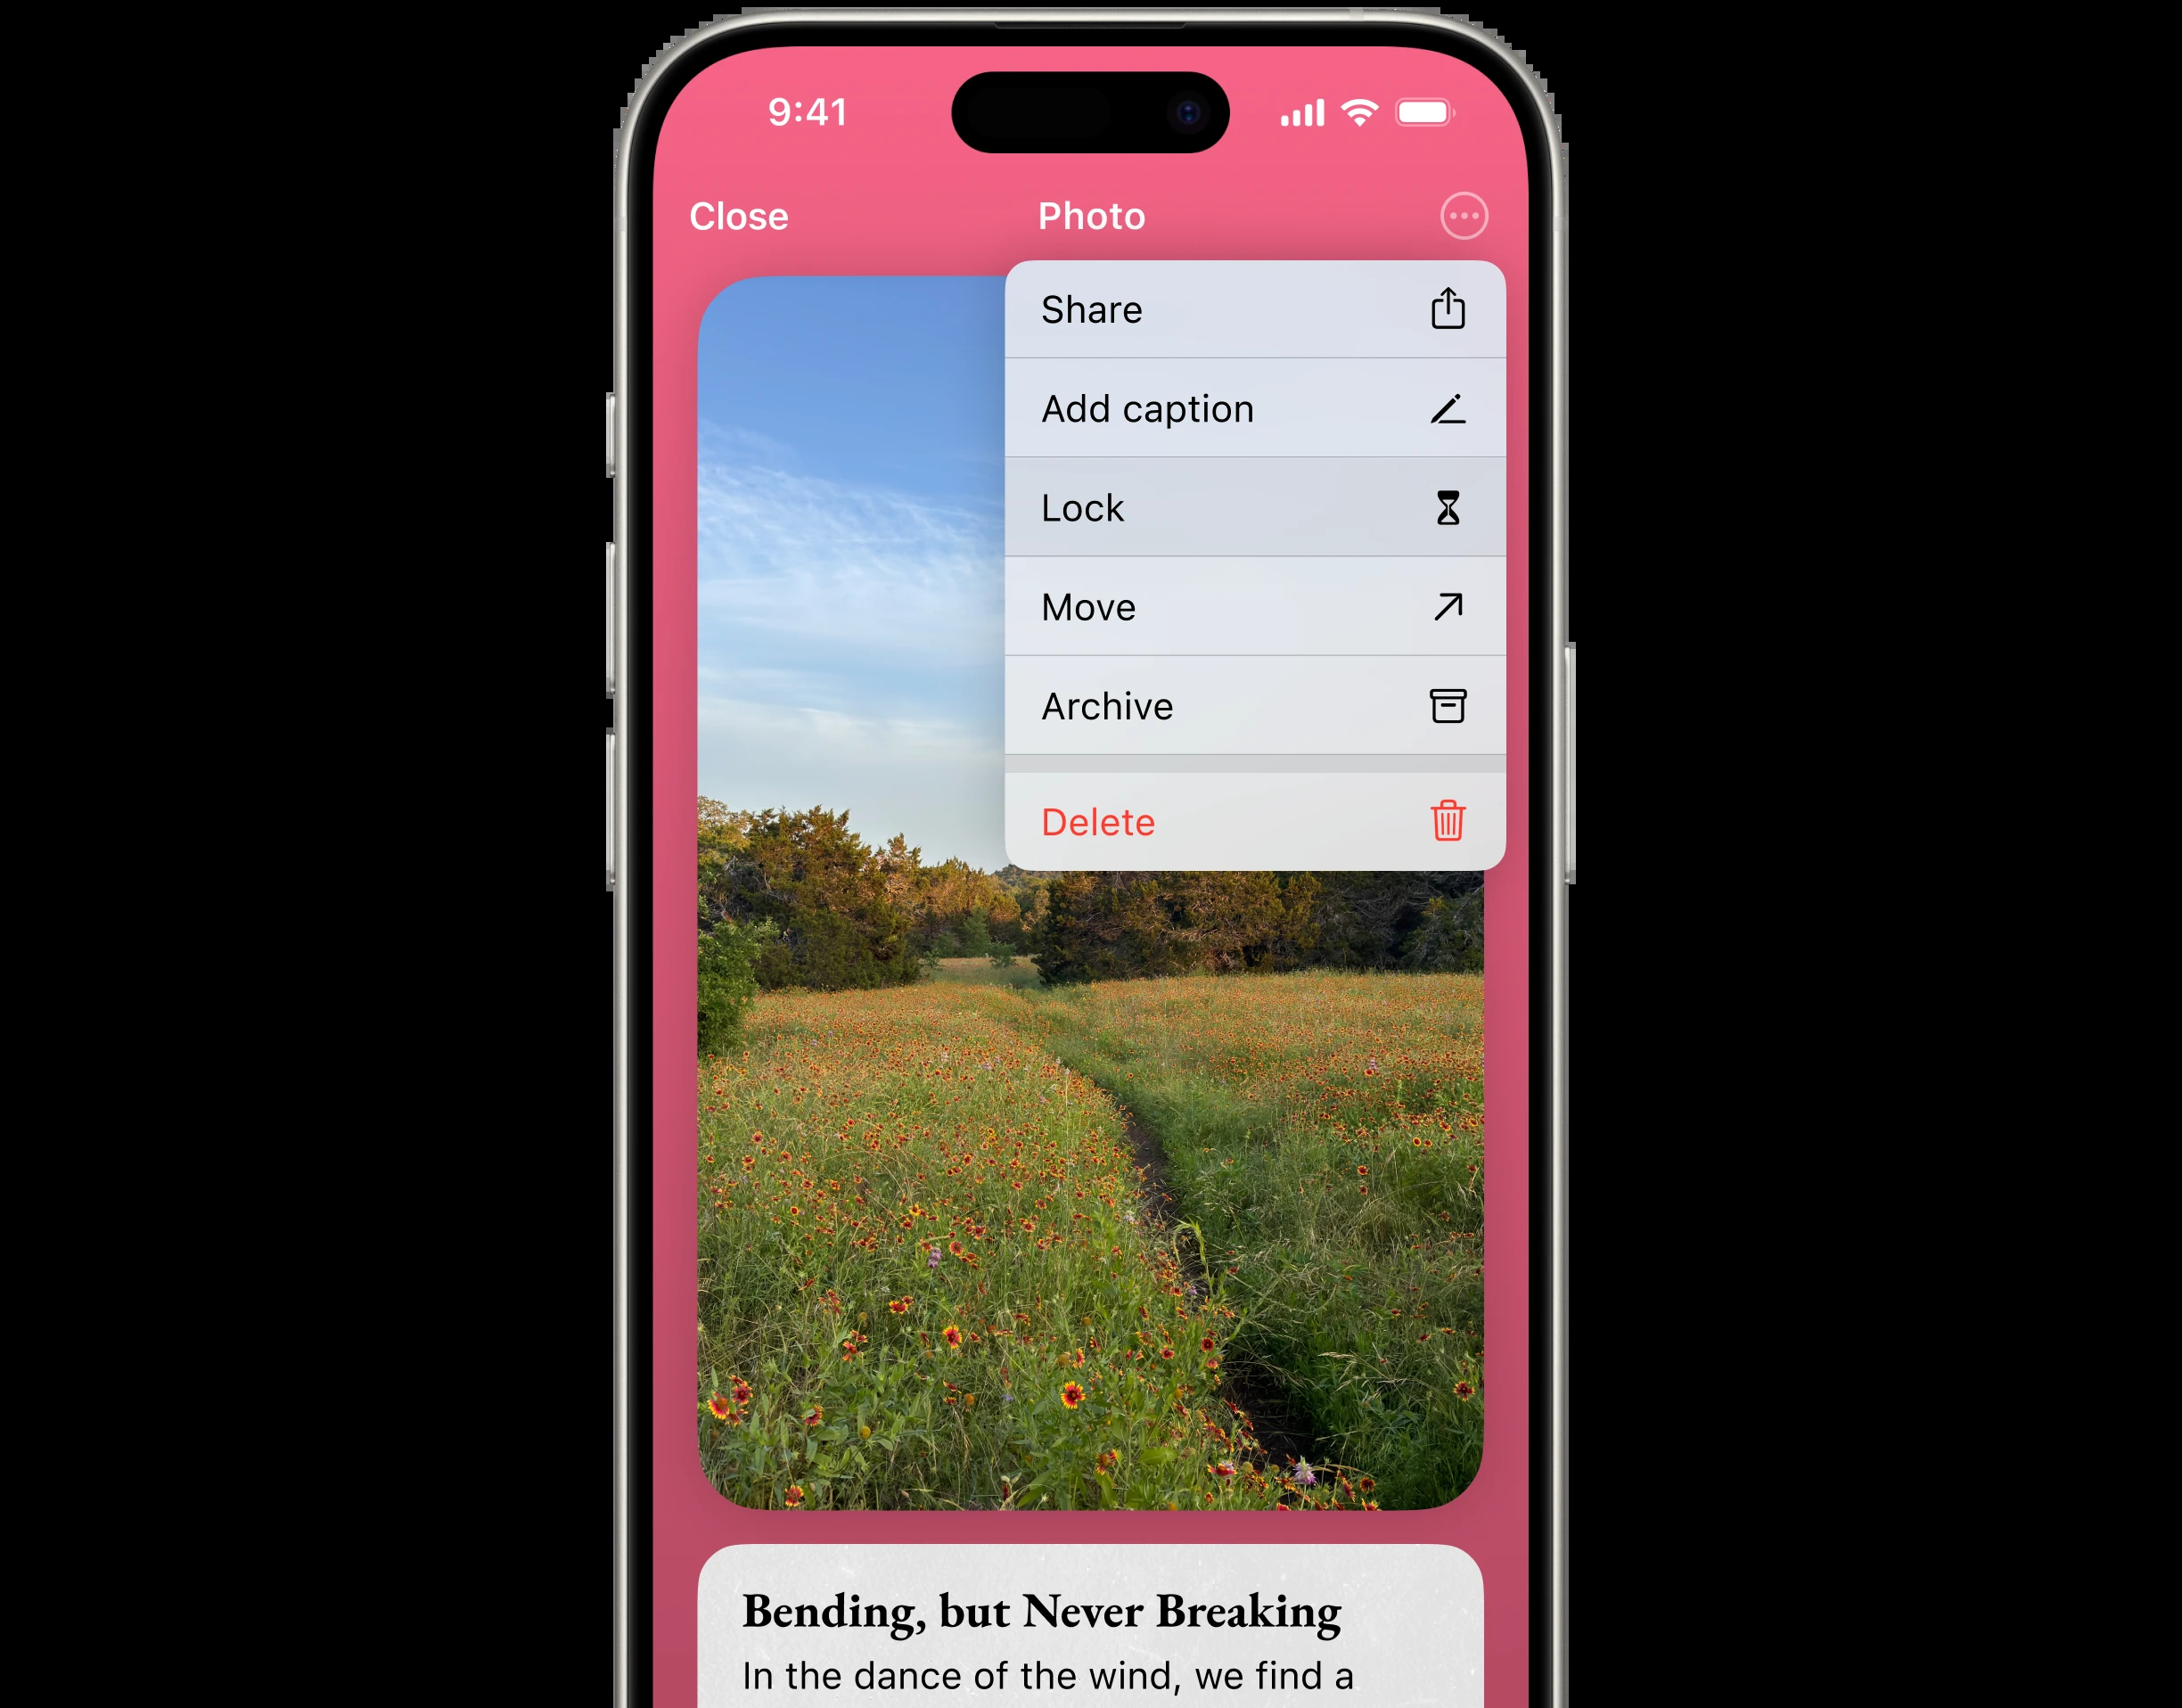 9:41
Close
Photo
Share
Add caption
Lock
Move
Archive
Delete
Bending, but Never Breaking
In the dance of the wind, we find a